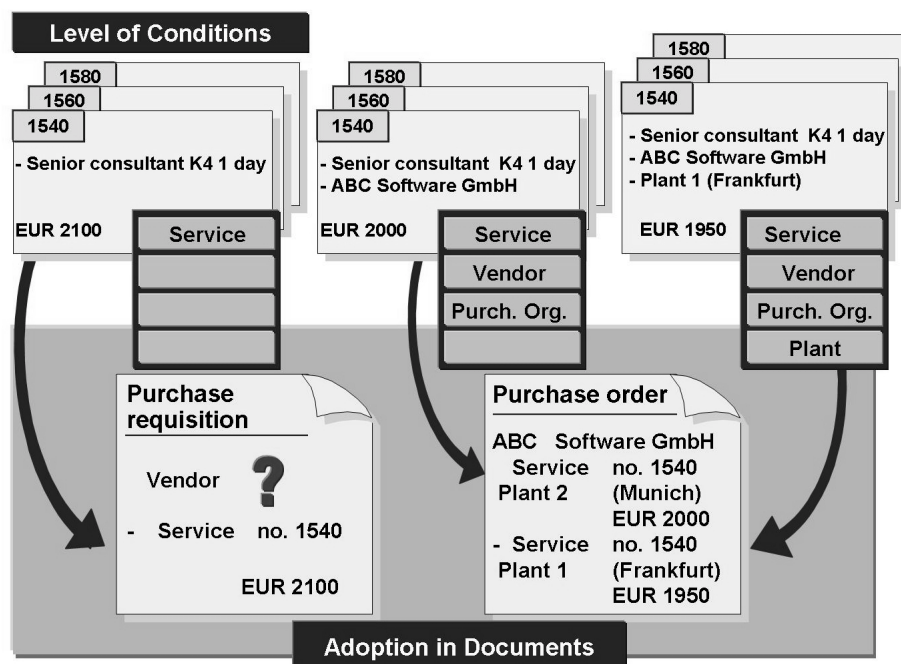 Level of Conditions
1580
1560
1540
- Senior consultant K4 1 day
EUR 2100
Service
1580
1560
1540
- Senior consultant K4 1 day
- ABC Software GmbH
EUR 2000
Service
Vendor
Purch. Org.
1580
1560
1540
- Senior consultant K4 1 day
- ABC Software GmbH
- Plant 1 (Frankfurt)
EUR 1950
Service
Vendor
Purch. Org.
Plant
Purchase
requisition
Vendor ?
- Service no. 1540
EUR 2100
Purchase order
ABC Software GmbH
Service no. 1540
Plant 2 (Munich)
EUR 2000
- Service no. 1540
Plant 1 (Frankfurt)
EUR 1950
Adoption in Documents